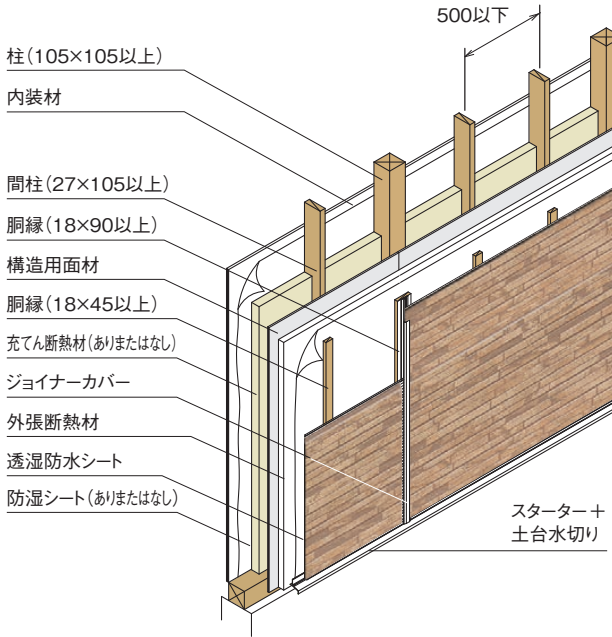 500以下
柱(105×105以上)
内装材
間柱(27×105以上)
胴縁(18×90以上)
構造用面材
胴縁(18×45以上)
充てん断熱材(ありまたはなし)
ジョイナーカバー
外張断熱材
透湿防水シート
防湿シート(ありまたはなし)
スターター+
土台水切り